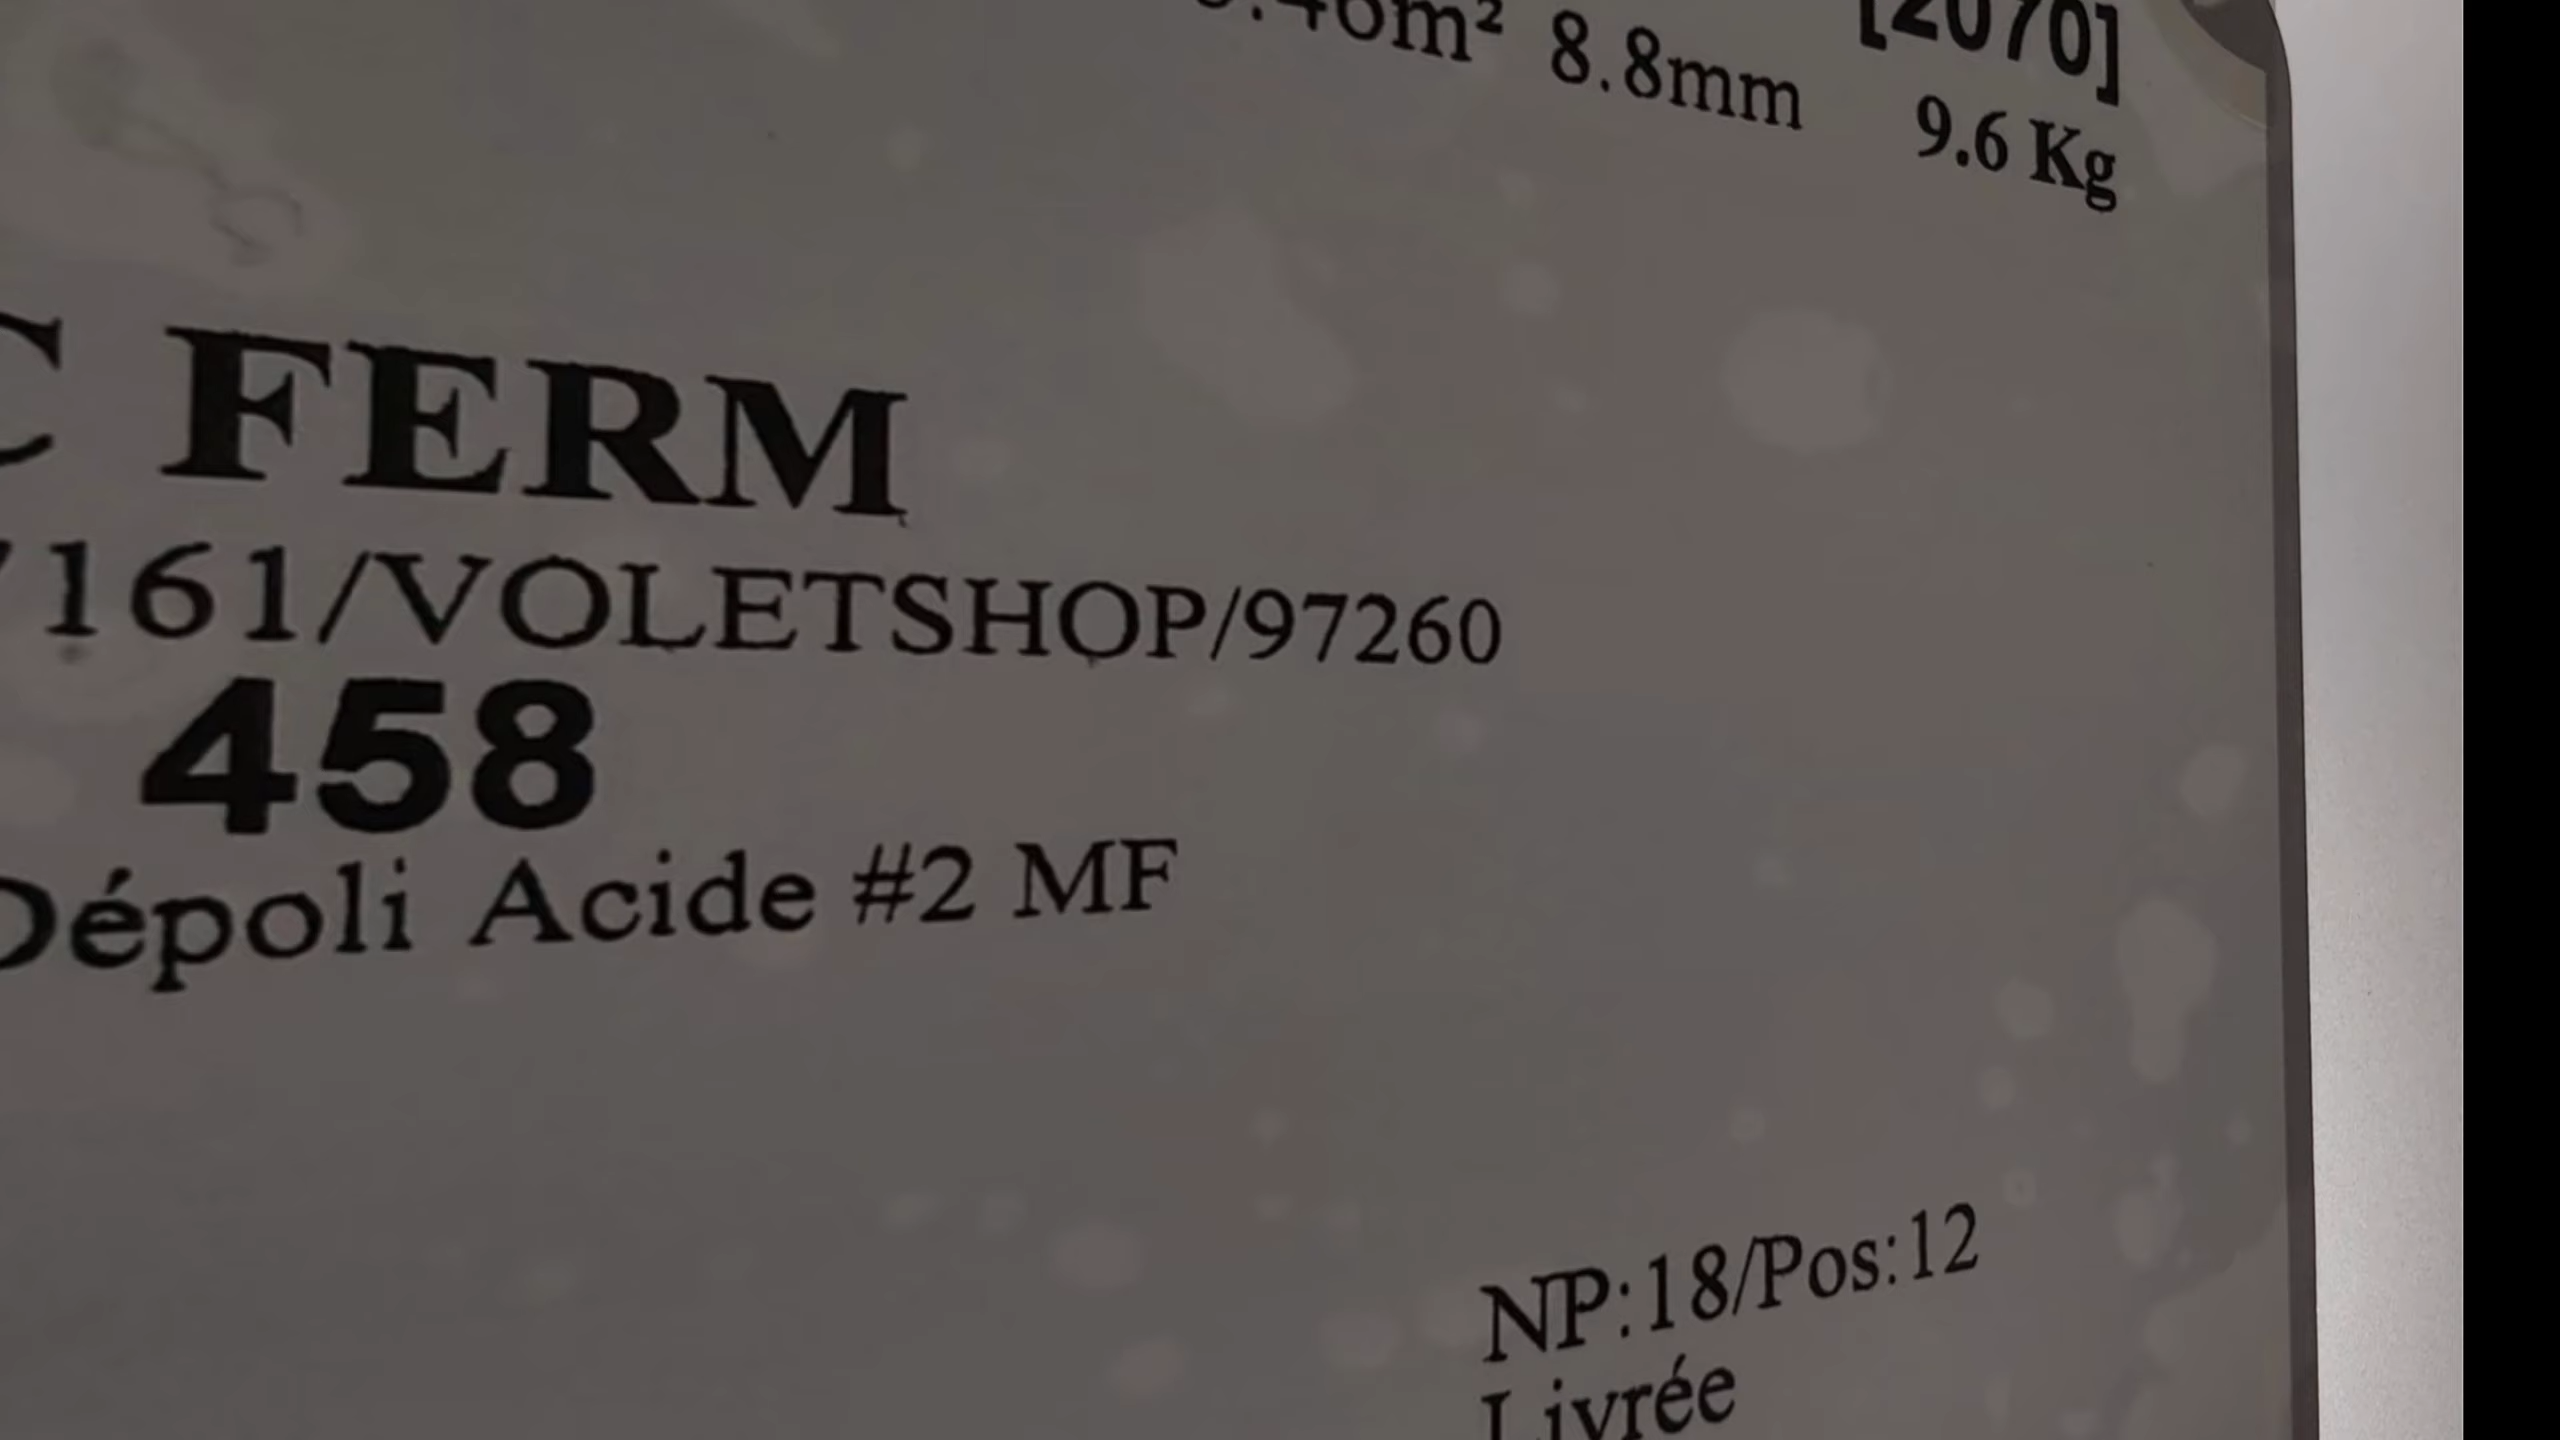 [2070]
8.8mm 9.6 Kg
FERM
161/VOLETSHOP/97260
458
Dépoli Acide #2 MF
NP:18/Pos:12
Livrée